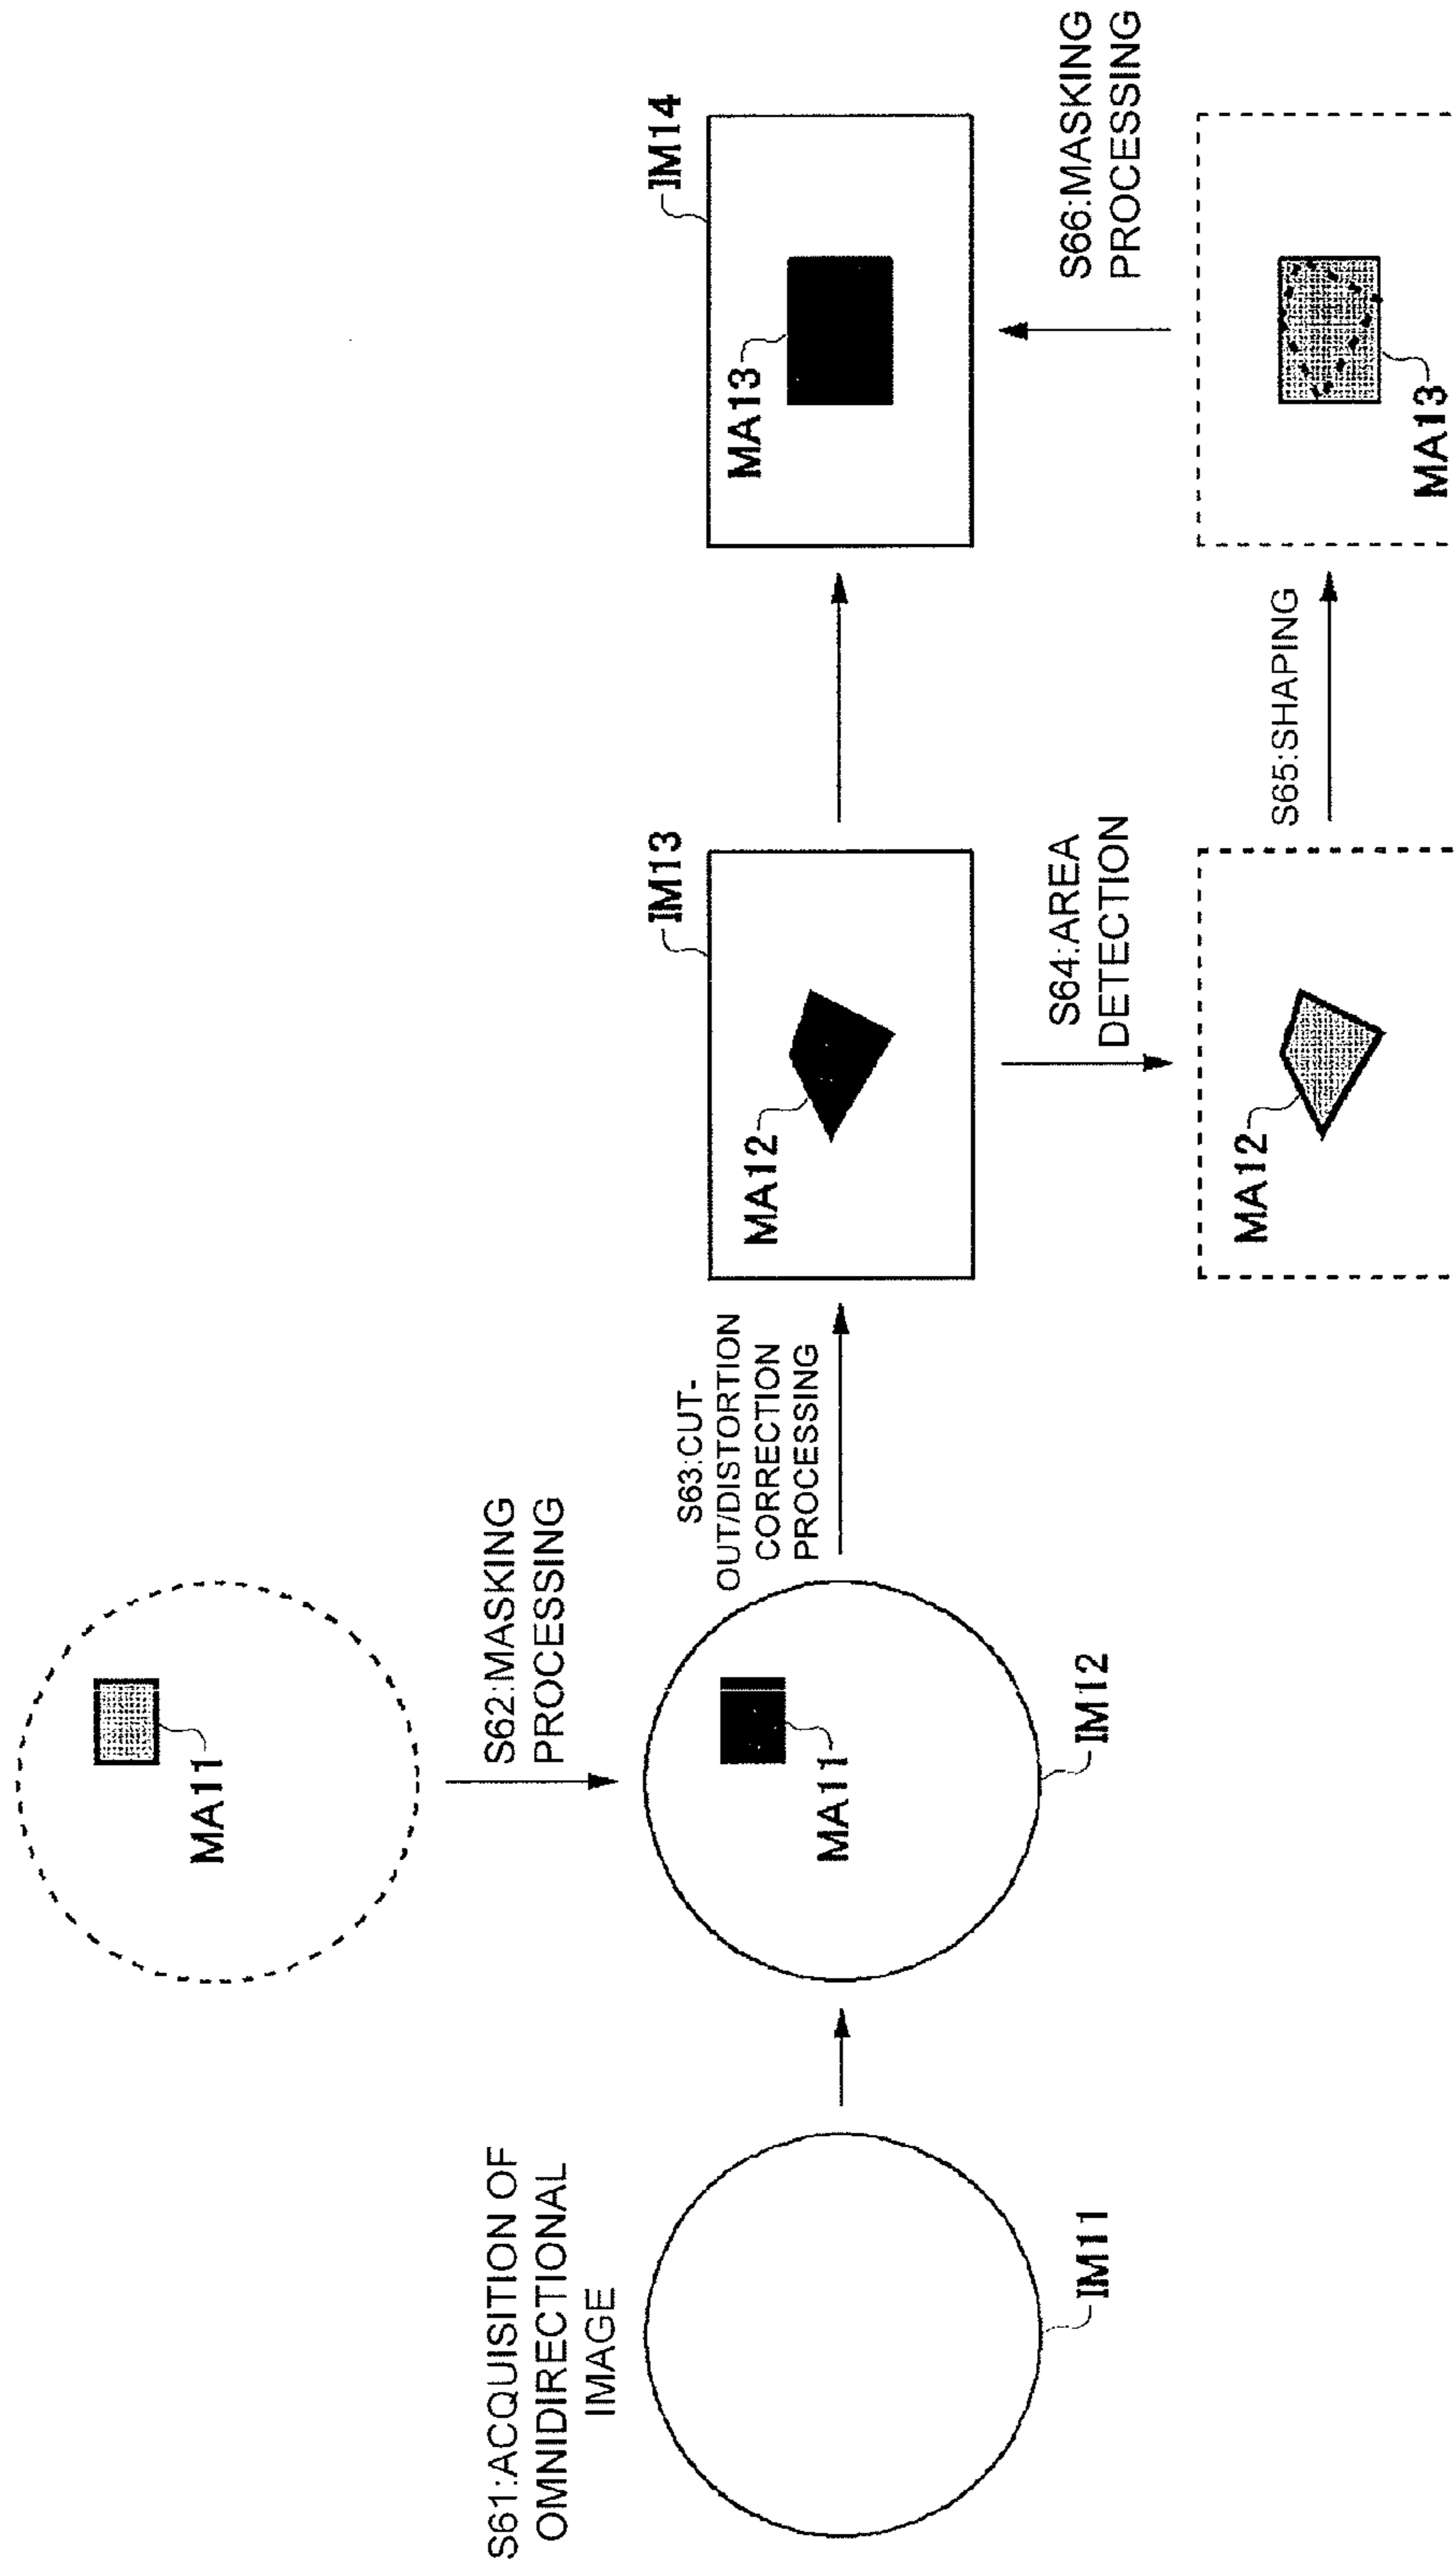 S61:ACQUISITION OF
OMNIDIRECTIONAL
IMAGE
IM11
MA11
S62:MASKING
PROCESSING
MA11
IM12
S63:CUT-
OUT/DISTORTION
CORRECTION
PROCESSING
IM13
MA12
S64:AREA
DETECTION
MA12
S65:SHAPING
IM14
MA13
S66:MASKING
PROCESSING
MA13